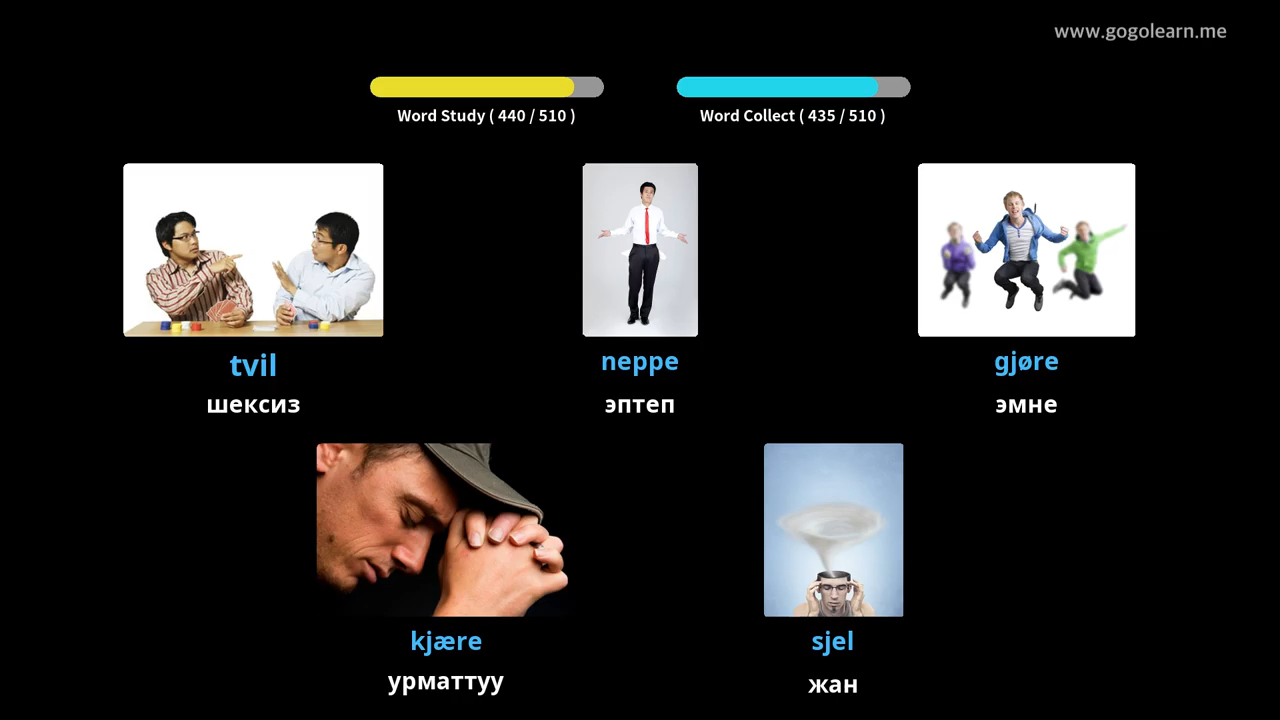 www.gogolearn.me
Word Study ( 440 / 510 )
Word Collect ( 435 / 510 )
tvil
neppe
gjøre
шексиз
эптеп
эмне
kjære
sjel
урматтуу
жан